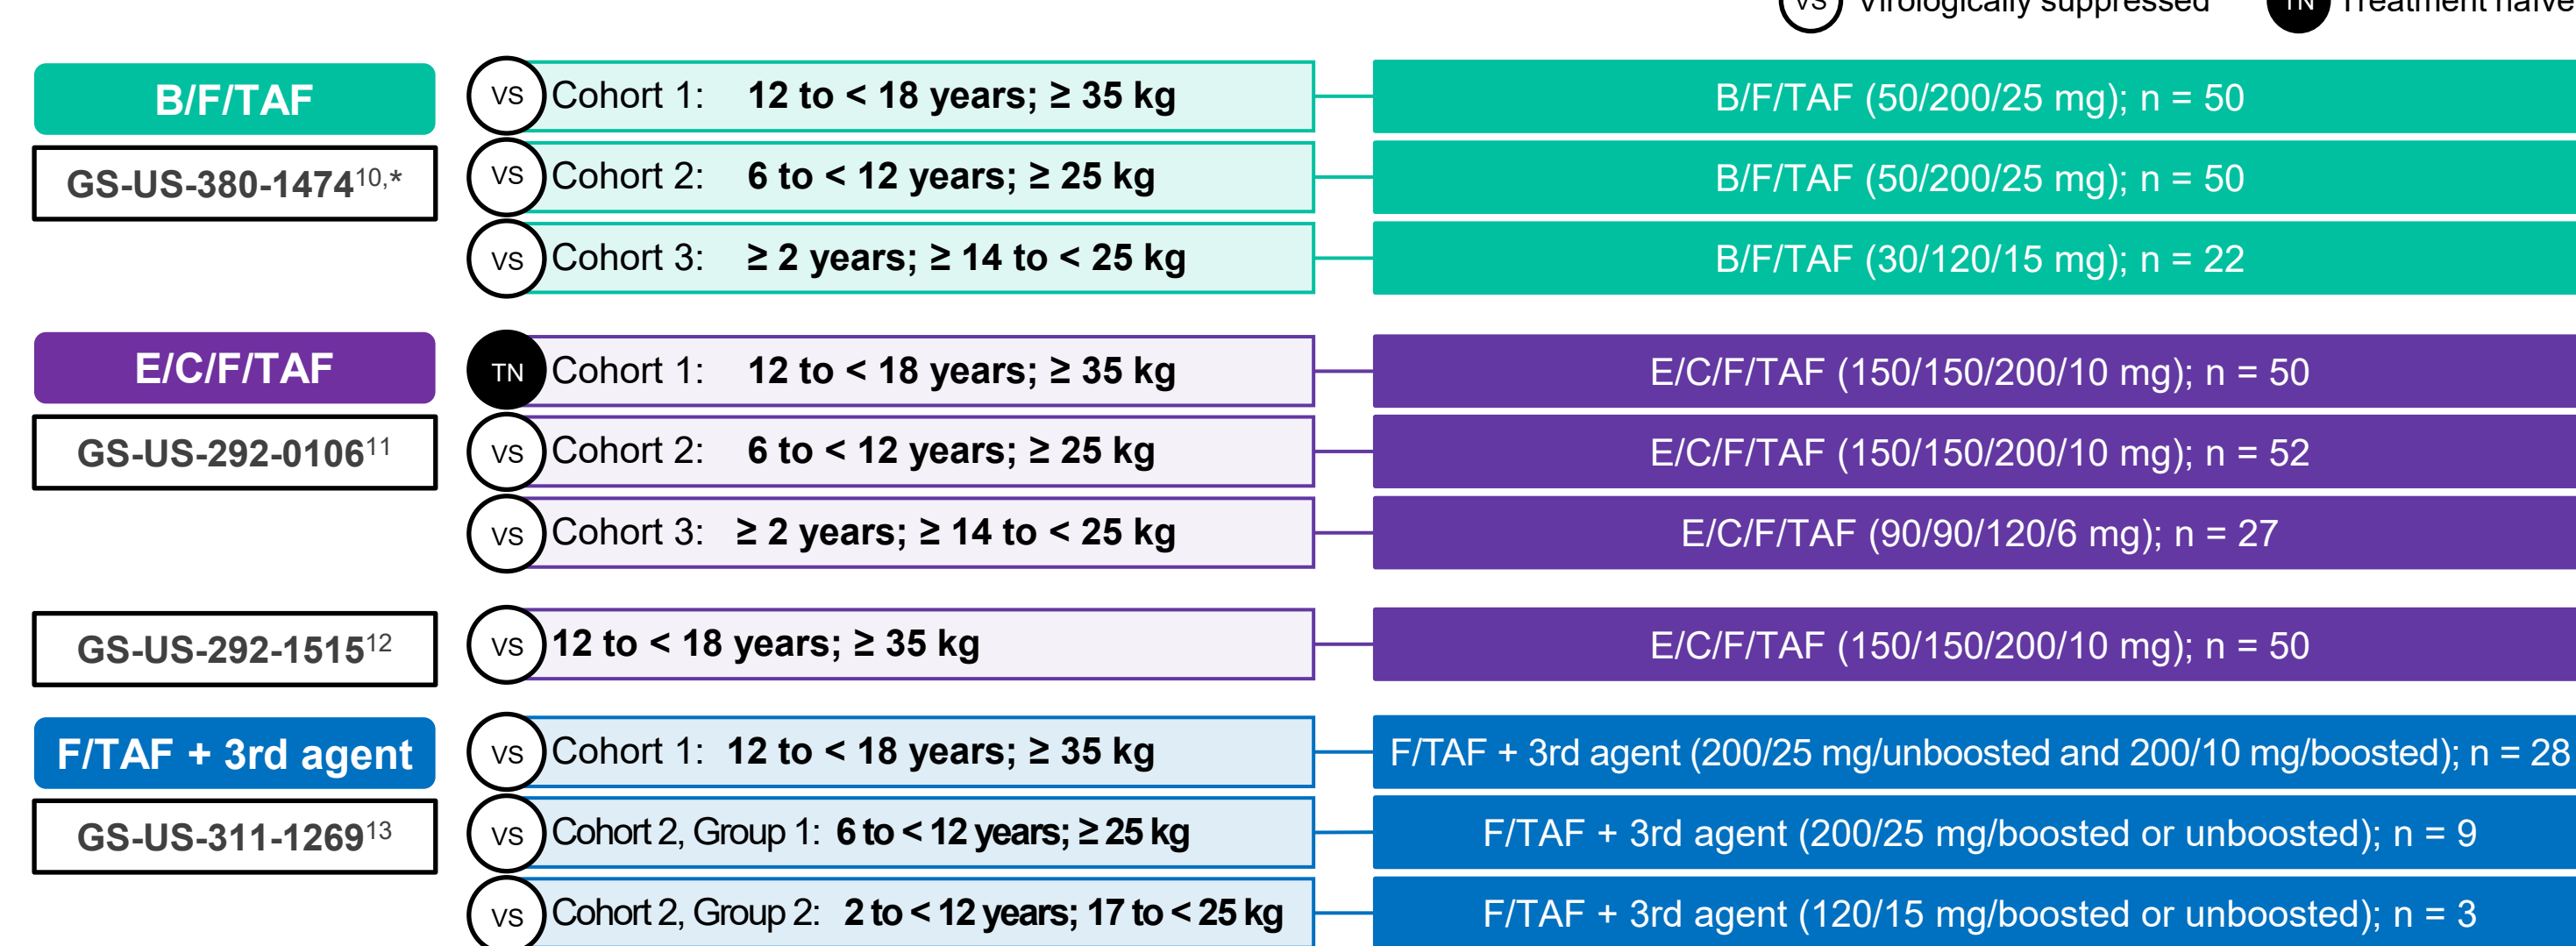 VS Virologically suppressed TN Treatment naïve
B/F/TAF
GS-US-380-147410,*
VS Cohort 1: 12 to < 18 years; ≥ 35 kg B/F/TAF (50/200/25 mg); n = 50
VS Cohort 2: 6 to < 12 years; ≥ 25 kg B/F/TAF (50/200/25 mg); n = 50
VS Cohort 3: ≥ 2 years; ≥ 14 to < 25 kg B/F/TAF (30/120/15 mg); n = 22
E/C/F/TAF
GS-US-292-010611
TN Cohort 1: 12 to < 18 years; ≥ 35 kg E/C/F/TAF (150/150/200/10 mg); n = 50
VS Cohort 2: 6 to < 12 years; ≥ 25 kg E/C/F/TAF (150/150/200/10 mg); n = 52
VS Cohort 3: ≥ 2 years; ≥ 14 to < 25 kg E/C/F/TAF (90/90/120/6 mg); n = 27
GS-US-292-151512
VS 12 to < 18 years; ≥ 35 kg E/C/F/TAF (150/150/200/10 mg); n = 50
F/TAF + 3rd agent
GS-US-311-126913
VS Cohort 1: 12 to < 18 years; ≥ 35 kg F/TAF + 3rd agent (200/25 mg/unboosted and 200/10 mg/boosted); n = 28
VS Cohort 2, Group 1: 6 to < 12 years; ≥ 25 kg F/TAF + 3rd agent (200/25 mg/boosted or unboosted); n = 9
VS Cohort 2, Group 2: 2 to < 12 years; 17 to < 25 kg F/TAF + 3rd agent (120/15 mg/boosted or unboosted); n = 3